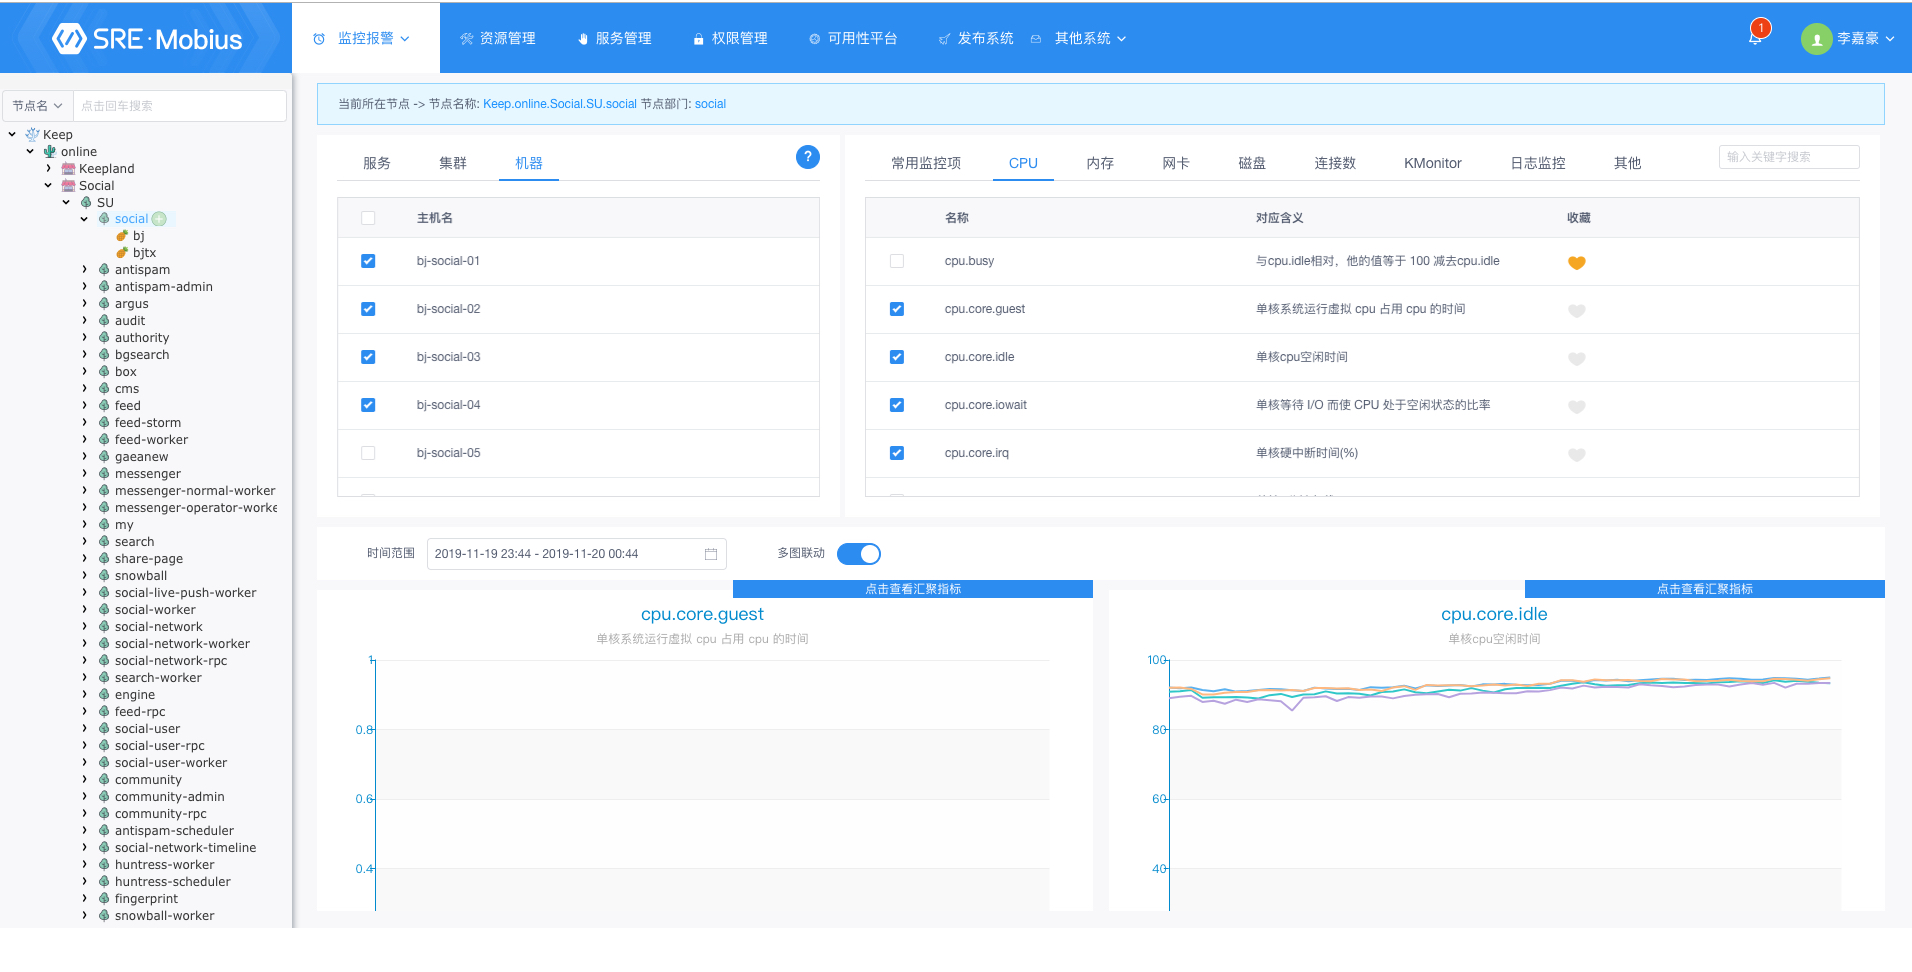 SRE·Mobius
监控报警
资源管理
服务管理
权限管理
可用性平台
发布系统
其他系统
1
李嘉豪
节点名
点击回车搜索
Keep
online
Keepland
Social
SU
social
bj
bjtx
antispam
antispam-admin
argus
audit
authority
bgsearch
box
cms
feed
feed-storm
feed-worker
gaeanew
messenger
messenger-normal-worker
messenger-operator-worke
my
search
share-page
snowball
social-live-push-worker
social-worker
social-network
social-network-worker
social-network-rpc
search-worker
engine
feed-rpc
social-user
social-user-rpc
social-user-worker
community
community-admin
community-rpc
antispam-scheduler
social-network-timeline
huntress-worker
huntress-scheduler
fingerprint
snowball-worker
当前所在节点 -> 节点名称: Keep.online.Social.SU.social 节点部门: social
服务 集群 机器 ?
主机名
bj-social-01
bj-social-02
bj-social-03
bj-social-04
bj-social-05
常用监控项 CPU 内存 网卡 磁盘 连接数 KMonitor 日志监控 其他 输入关键字搜索
名称 对应含义 收藏
cpu.busy 与cpu.idle相对，他的值等于 100 减去cpu.idle
cpu.core.guest 单核系统运行虚拟 cpu 占用 cpu 的时间
cpu.core.idle 单核cpu空闲时间
cpu.core.iowait 单核等待 I/O 而使 CPU 处于空闲状态的比率
cpu.core.irq 单核硬中断时间(%)
时间范围 2019-11-19 23:44 - 2019-11-20 00:44 多图联动
点击查看汇聚指标
cpu.core.guest
单核系统运行虚拟 cpu 占用 cpu 的时间
1
0.8
0.6
0.4
点击查看汇聚指标
cpu.core.idle
单核cpu空闲时间
100
80
60
40